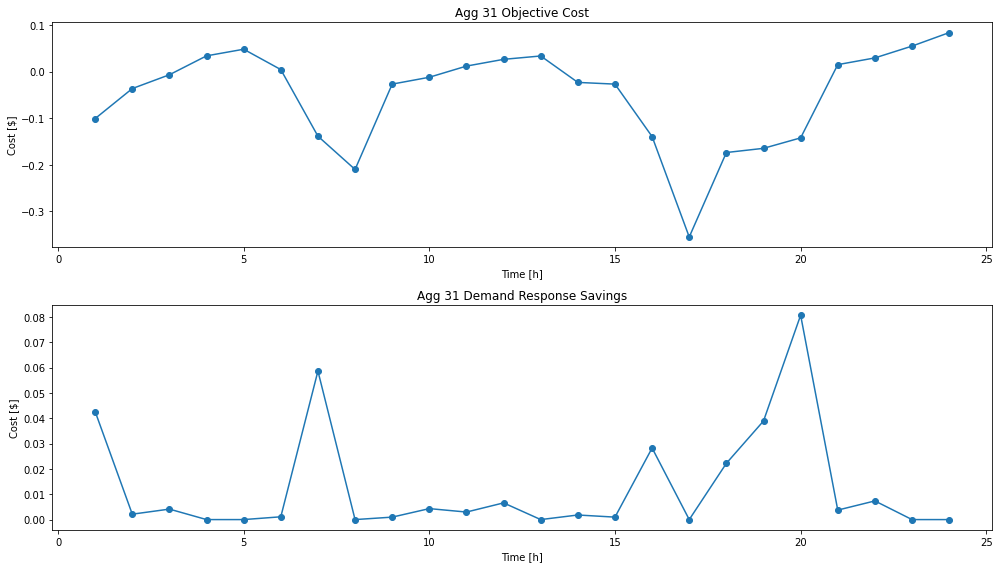 Agg 31 Objective Cost
0.1
0.0
−0.1
−0.2
−0.3
Cost [$]
0 5 10 15 20 25
Time [h]
Agg 31 Demand Response Savings
0.08
0.07
0.06
0.05
0.04
0.03
0.02
0.01
0.00
Cost [$]
0 5 10 15 20 25
Time [h]